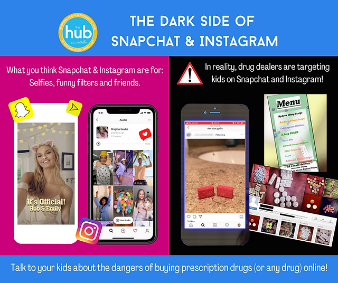 the
hub
THE DARK SIDE OF
SNAPCHAT & INSTAGRAM
What you think Snapchat & Instagram are for:
Selfies, funny filters and friends.
In reality, drug dealers are targeting
kids on Snapchat and Instagram!
It's Official!
Menu
Talk to your kids about the dangers of buying prescription drugs (or any drug) online!